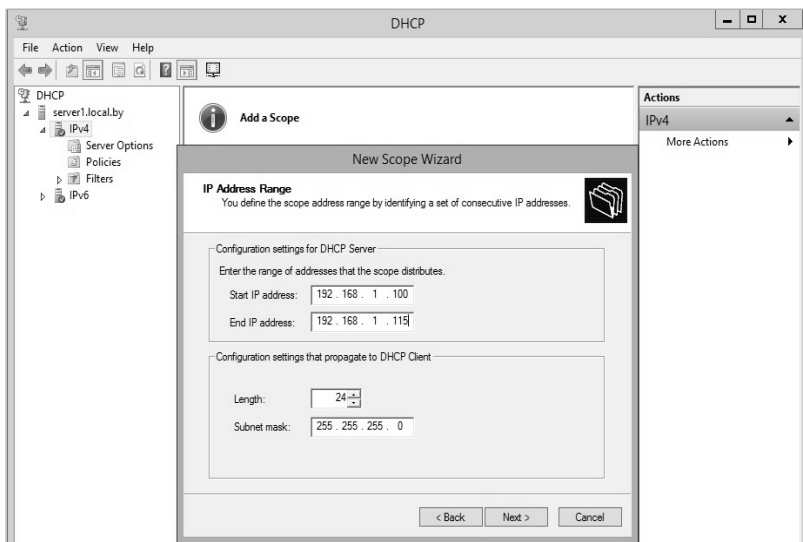 DHCP
File Action View Help
DHCP
server1.local.by
IPv4
Server Options
Policies
Filters
IPv6
Add a Scope
New Scope Wizard
IP Address Range
You define the scope address range by identifying a set of consecutive IP addresses.
Configuration settings for DHCP Server
Enter the range of addresses that the scope distributes.
Start IP address: 192 . 168 . 1 . 100
End IP address: 192 . 168 . 1 . 115
Configuration settings that propagate to DHCP Client
Length: 24
Subnet mask: 255 . 255 . 255 . 0
< Back Next > Cancel
Actions
IPv4
More Actions